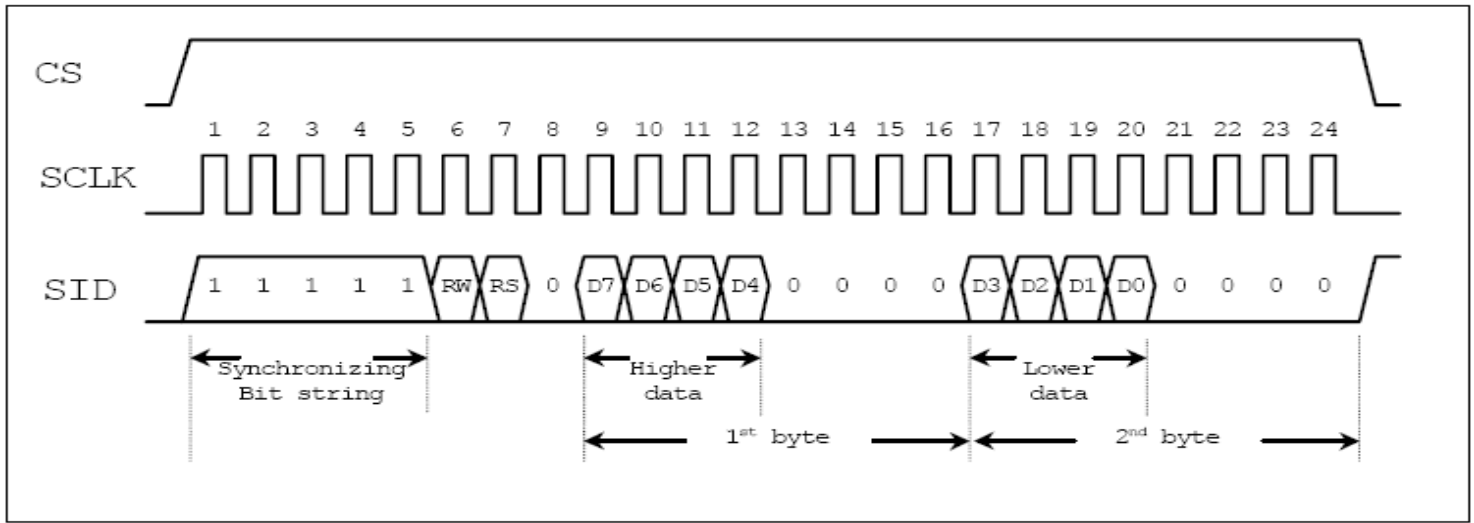 CS
1 2 3 4 5 6 7 8 9 10 11 12 13 14 15 16 17 18 19 20 21 22 23 24
SCLK
SID 1 1 1 1 1 RW RS 0 D7 D6 D5 D4 0 0 0 0 D3 D2 D1 D0 0 0 0 0
Synchronizing Higher Lower
Bit string data data
1st byte 2nd byte